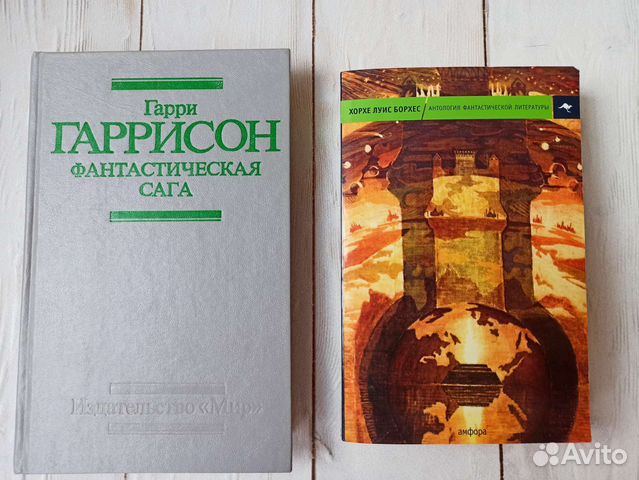 Гарри
ГАРРИСОН
ФАНТАСТИЧЕСКАЯ
САГА
Издательство «Мир»
ХОРХЕ ЛУИС БОРХЕС / АНТОЛОГИЯ ФАНТАСТИЧЕСКОЙ ЛИТЕРАТУРЫ
амфора
Avito